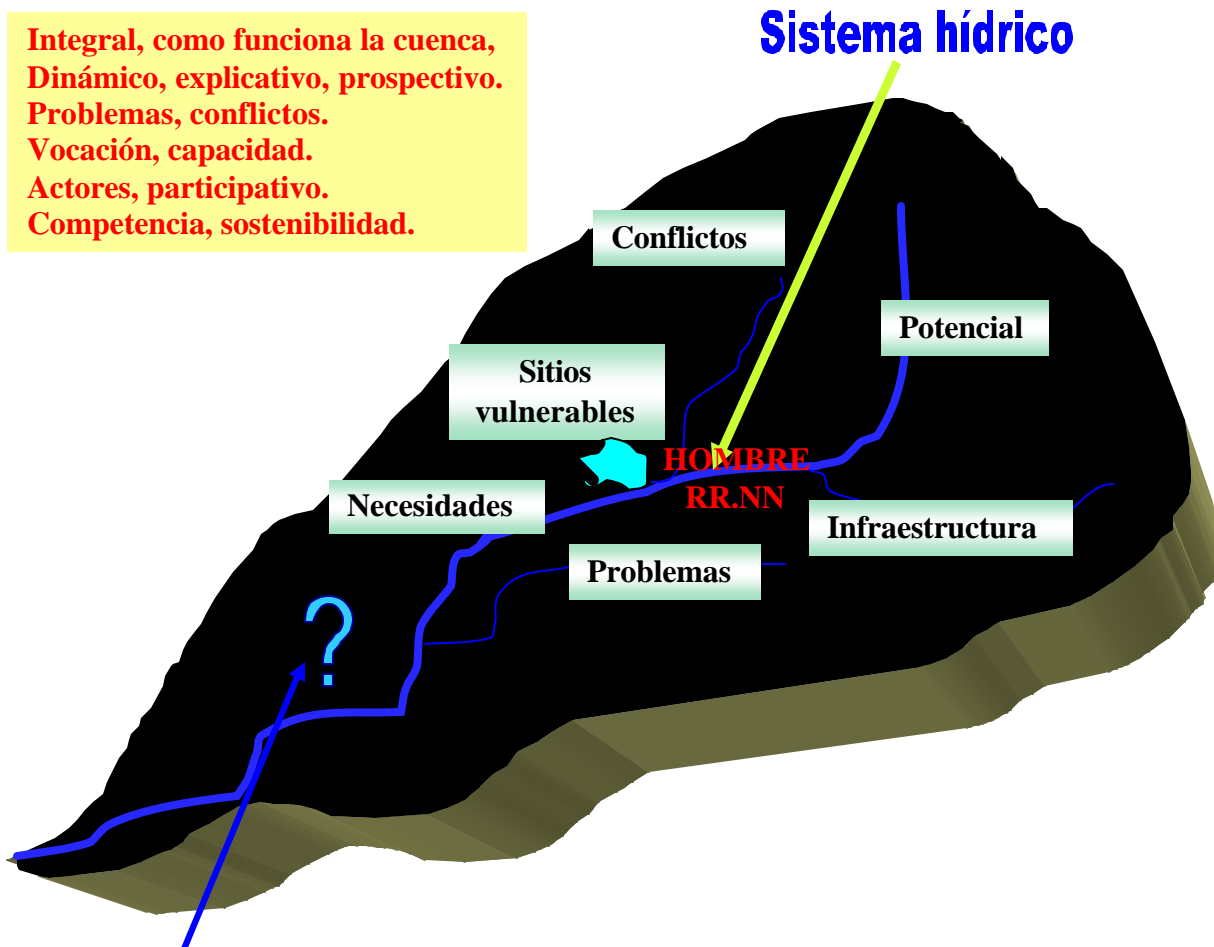 Integral, como funciona la cuenca,
Dinámico, explicativo, prospectivo.
Problemas, conflictos.
Vocación, capacidad.
Actores, participativo.
Competencia, sostenibilidad.
Sistema hídrico
Conflictos
Potencial
Sitios
vulnerables
HOMBRE
RR.NN
Necesidades
Infraestructura
Problemas
?